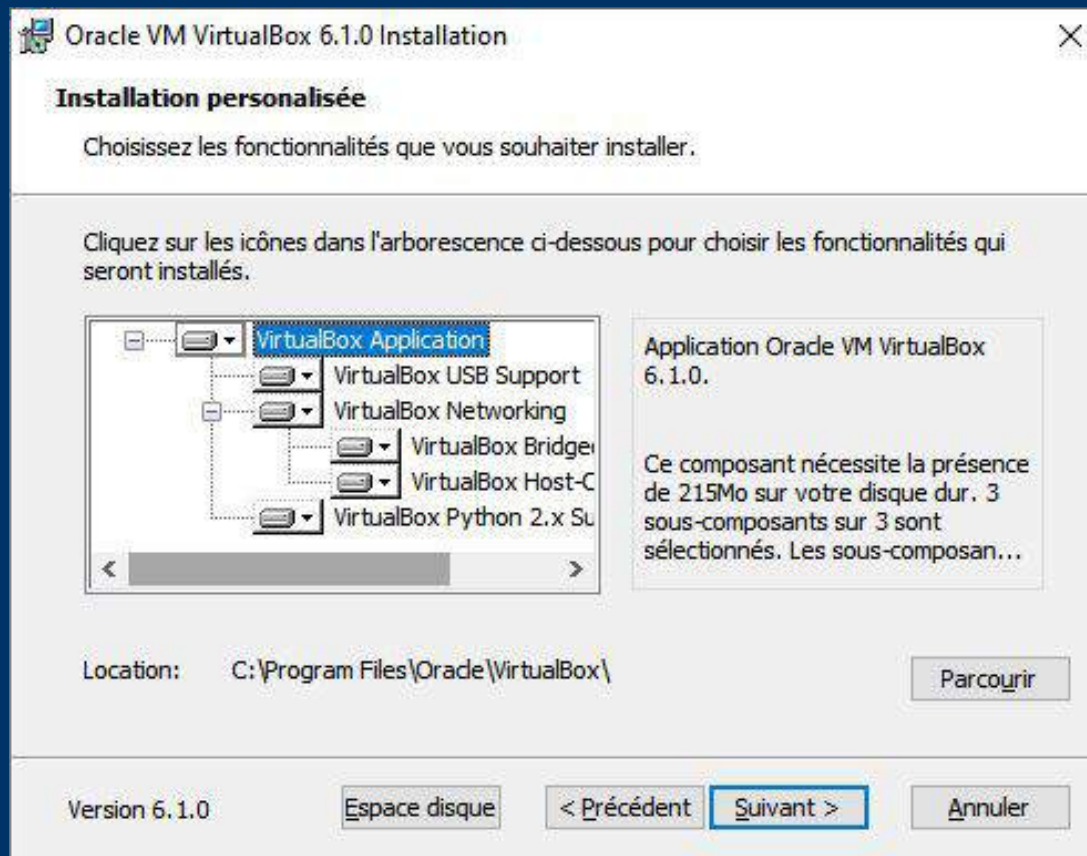 Oracle VM VirtualBox 6.1.0 Installation
Installation personalisée
Choisissez les fonctionnalités que vous souhaiter installer.
Cliquez sur les icônes dans l'arborescence ci-dessous pour choisir les fonctionnalités qui
seront installés.
VirtualBox Application
VirtualBox USB Support
VirtualBox Networking
VirtualBox Bridge
VirtualBox Host-C
VirtualBox Python 2.x Su
Application Oracle VM VirtualBox
6.1.0.
Ce composant nécessite la présence
de 215Mo sur votre disque dur. 3
sous-composants sur 3 sont
sélectionnés. Les sous-composan...
Location: C:\Program Files\Oracle\VirtualBox\
Parcourir
Version 6.1.0
Espace disque
< Précédent
Suivant >
Annuler